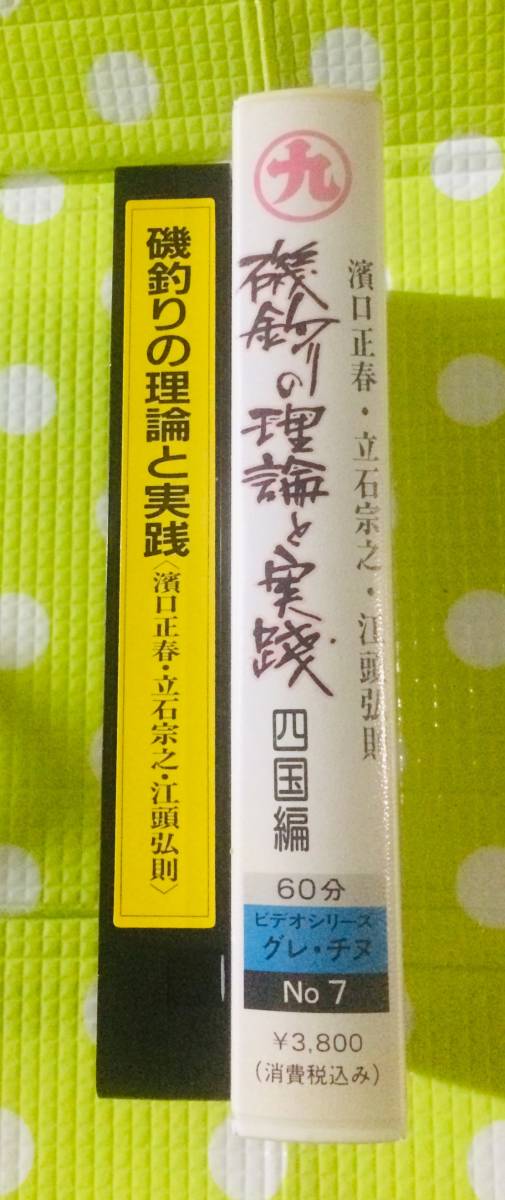 磯釣りの理論と実践
〈濱口正春・立石宗之・江頭弘則〉
九
濱口正春・立石宗之・江頭弘則
磯釣りの理論と実践
四国編
60分
ビデオシリーズ
グレ・チヌ
No 7
¥3,800
(消費税込み)